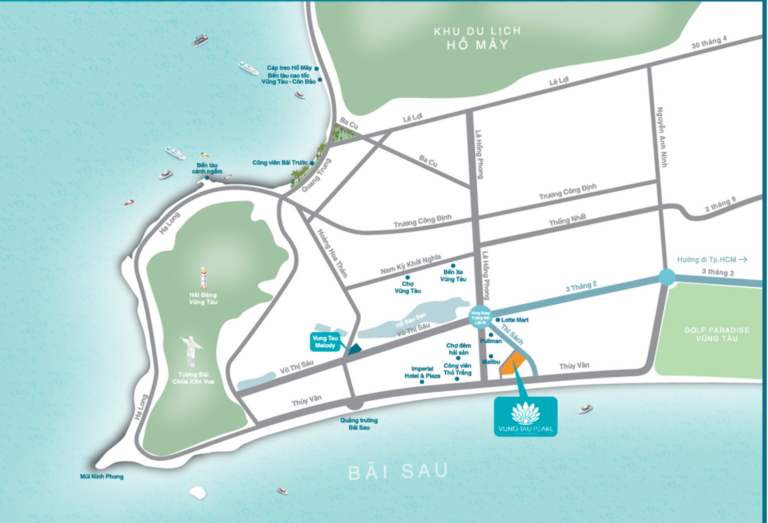 KHU DU LỊCH
HỒ MÂY
30 tháng 4
Cáp treo Hồ Mây
Bến tàu cao tốc
Vũng Tàu - Côn Đảo
Lê Lợi
Lê Lợi
Ba Cu
Nguyễn Anh Ninh
Lê Hồng Phong
Công viên Bãi Trước
Ba Cu
Bến tàu
cánh ngầm
Quang Trung
Trương Công Định
2 tháng 9
Hạ Long
Trương Công Định
Thống Nhất
Hoàng Hoa Thám
Nam Kỳ Khởi Nghĩa
Lê Hồng Phong
Hướng đi Tp.HCM
Bến Xe
Vũng Tàu
3 tháng 2
Chợ
Vũng Tàu
3 Tháng 2
Hải Đăng
Vũng Tàu
Hồ Bàu Sen
Lotte Mart
Võ Thị Sáu
Thi Sách
GOLF PARADISE
VŨNG TÀU
Vung Tau
Melody
Pullman
Chợ đêm
hải sản
Malibu
Võ Thị Sáu
Tượng Đài
Chúa Kito Vua
Imperial
Hotel & Plaza
Công viên
Thỏ Trắng
Thùy Vân
Thùy Vân
Hạ Long
Quảng trường
Bãi Sau
VUNG TAU PEARL
BÃI SAU
Mũi Ninh Phong